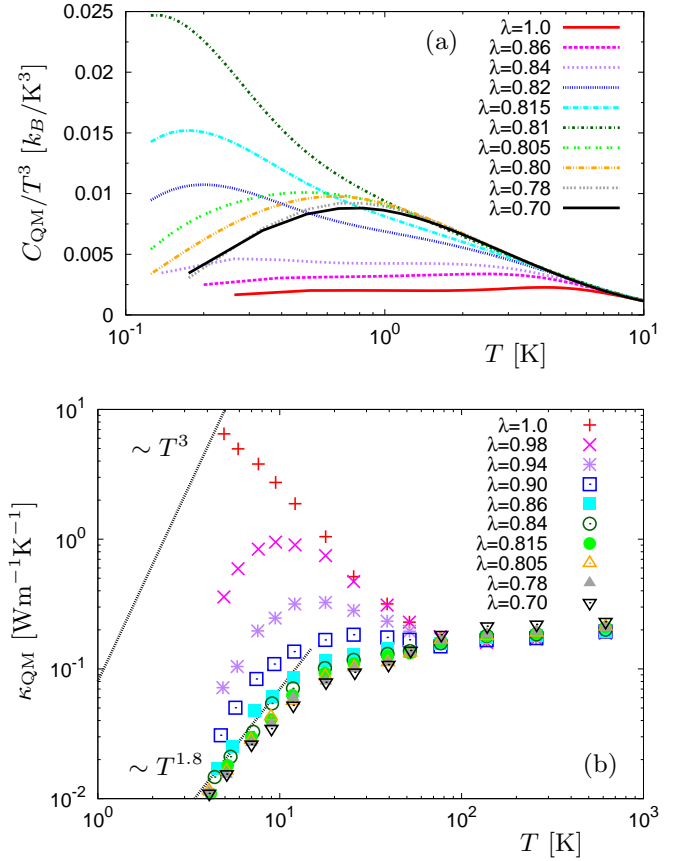 0.025
0.02
0.015
0.01
0.005
0
C_QM/T^3 [k_B/K^3]
(a)
λ=1.0
λ=0.86
λ=0.84
λ=0.82
λ=0.815
λ=0.81
λ=0.805
λ=0.80
λ=0.78
λ=0.70
10^-1
10^0
10^1
T [K]
10^1
10^0
10^-1
10^-2
κ_QM [Wm^−1K^−1]
∼ T^3
∼ T^1.8
λ=1.0
λ=0.98
λ=0.94
λ=0.90
λ=0.86
λ=0.84
λ=0.815
λ=0.805
λ=0.78
λ=0.70
(b)
10^0
10^1
10^2
10^3
T [K]